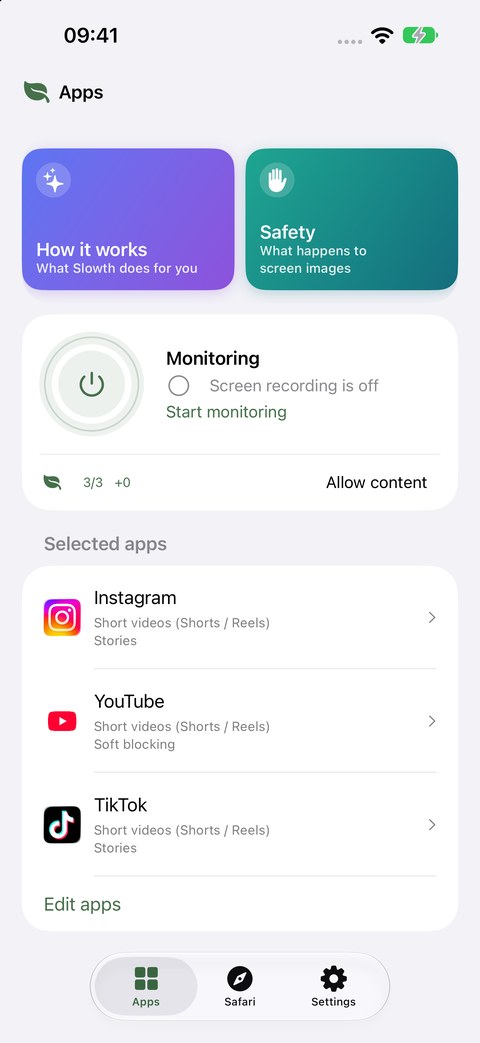 09:41
Apps
How it works
What Slowth does for you
Safety
What happens to
screen images
Monitoring
Screen recording is off
Start monitoring
3/3 +0
Allow content
Selected apps
Instagram
Short videos (Shorts / Reels)
Stories
YouTube
Short videos (Shorts / Reels)
Soft blocking
TikTok
Short videos (Shorts / Reels)
Stories
Edit apps
Apps
Safari
Settings